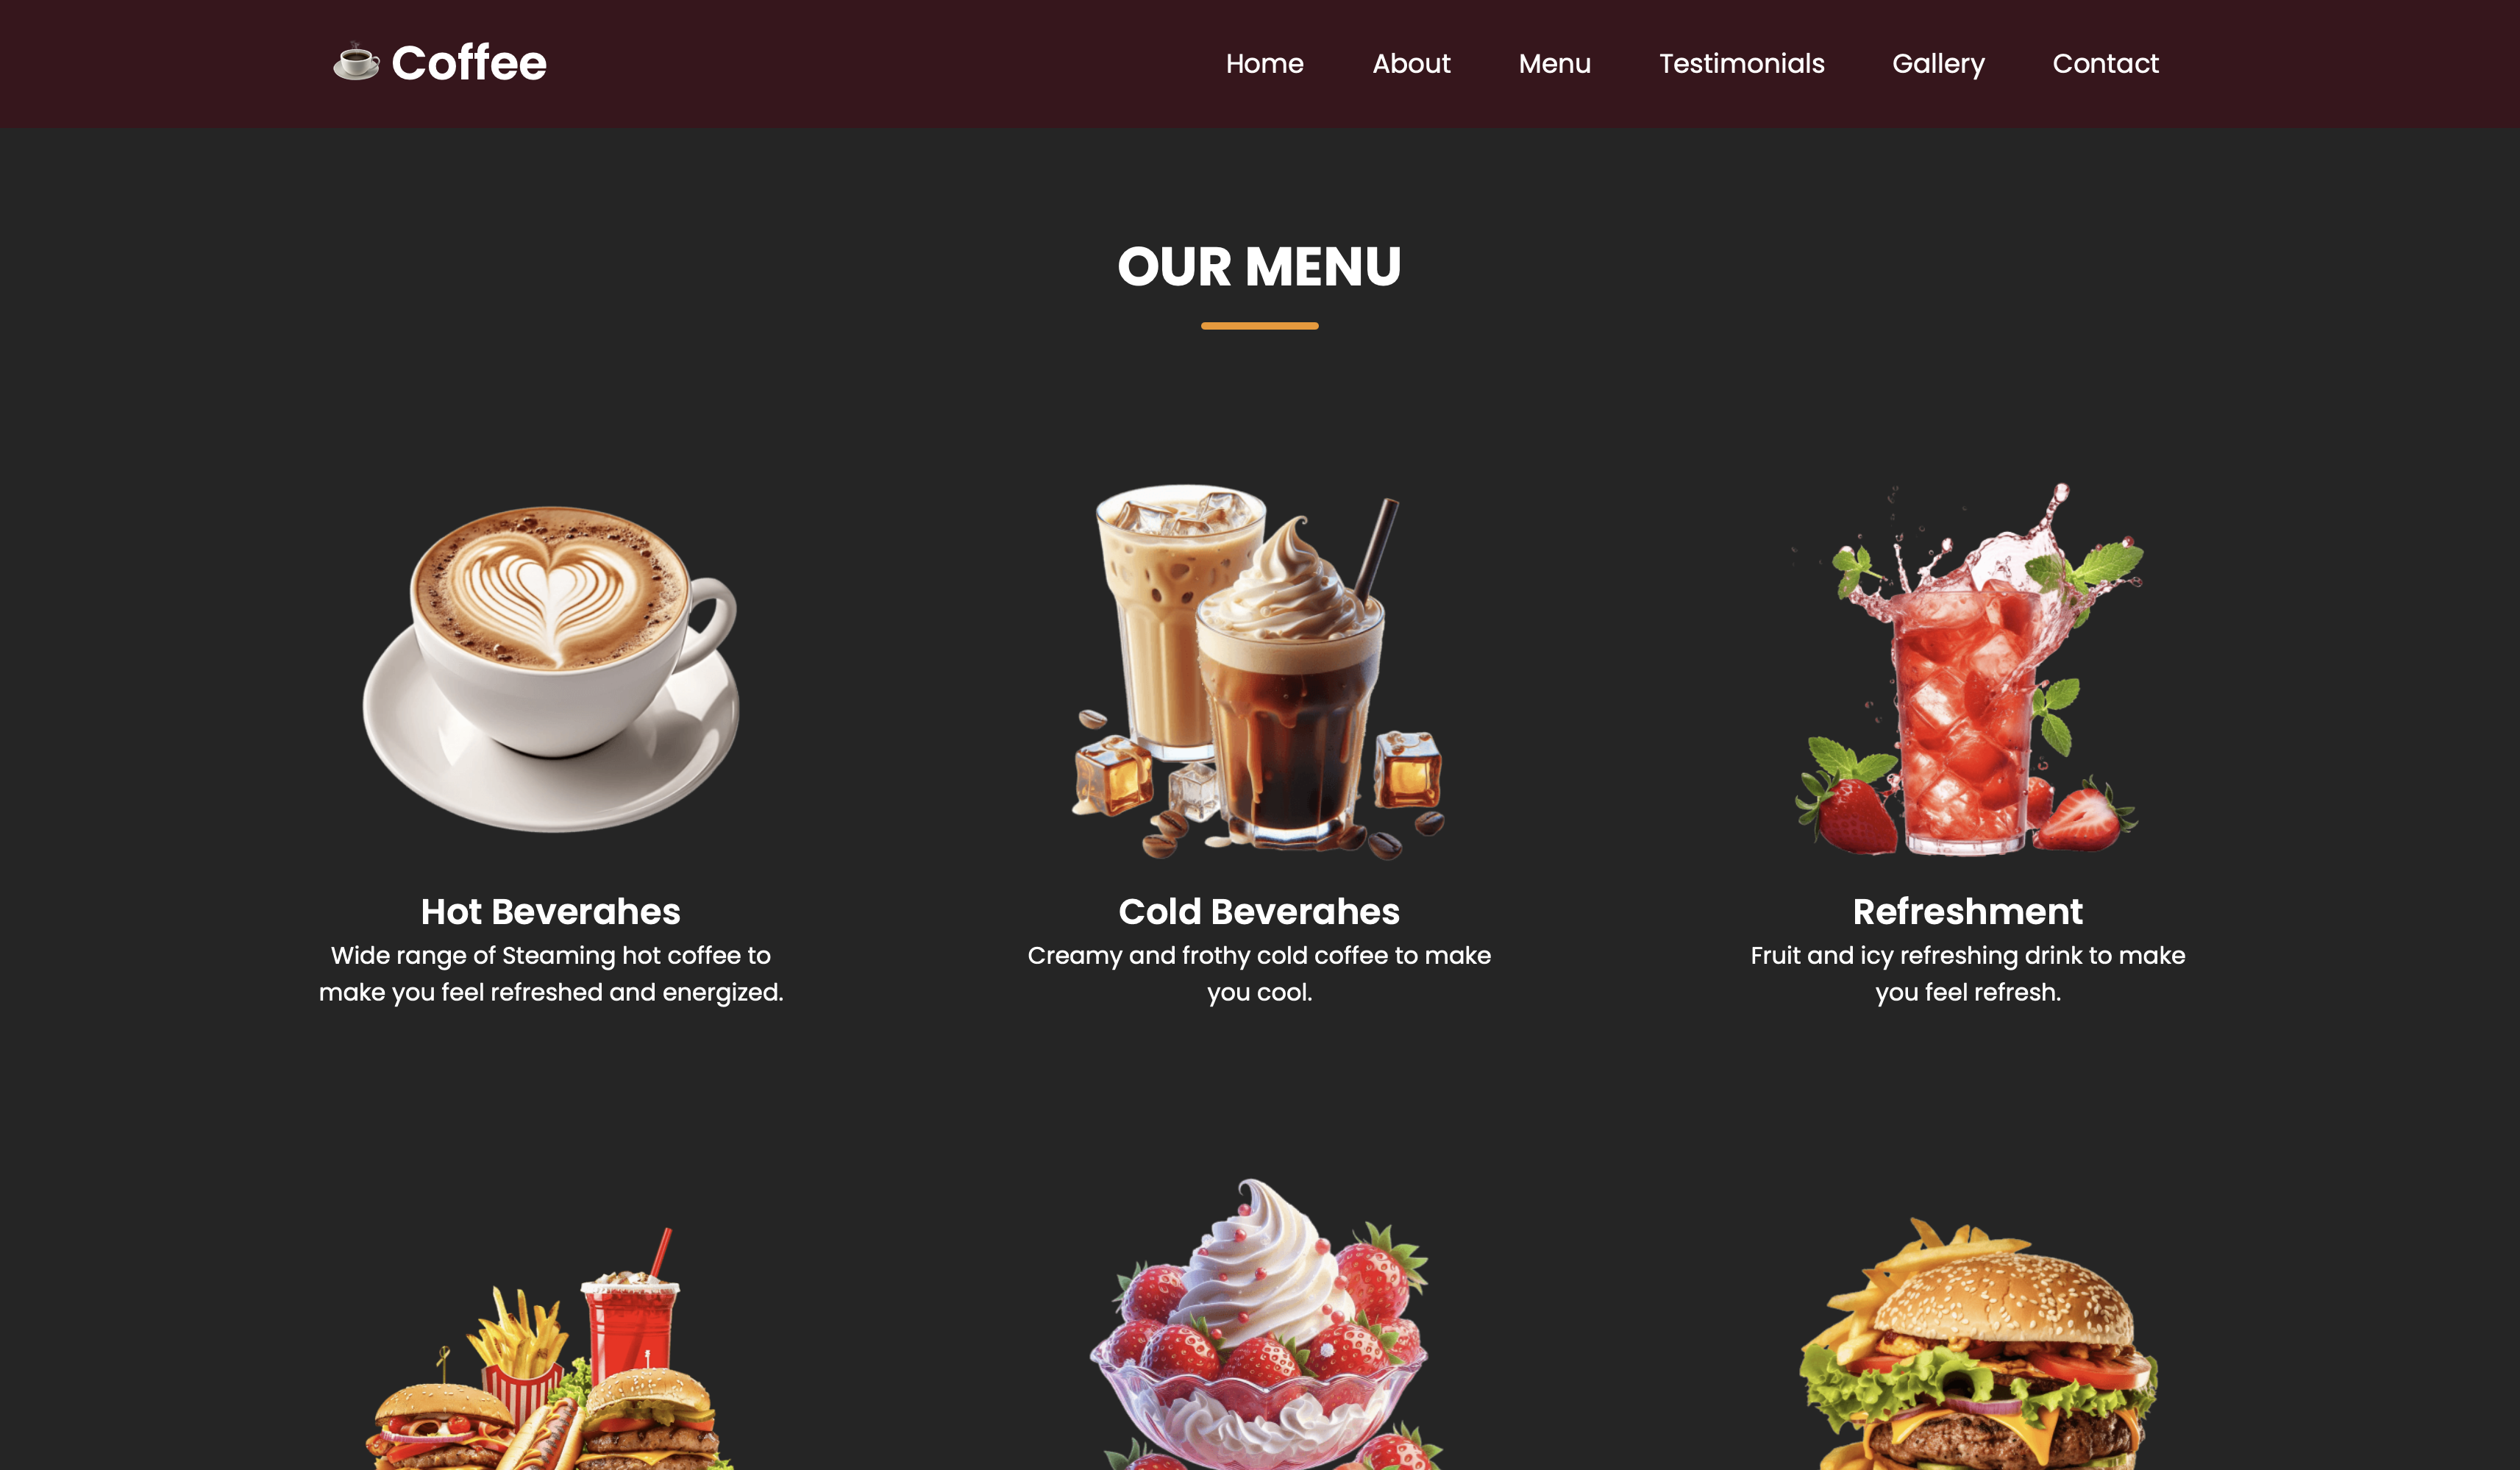 Coffee
Home About Menu Testimonials Gallery Contact
OUR MENU
Hot Beverahes
Wide range of Steaming hot coffee to
make you feel refreshed and energized.
Cold Beverahes
Creamy and frothy cold coffee to make
you cool.
Refreshment
Fruit and icy refreshing drink to make
you feel refresh.